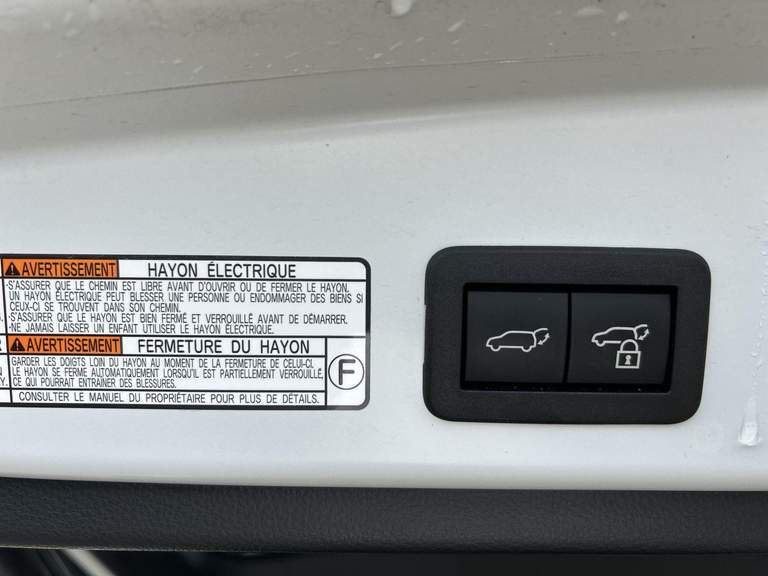 AVERTISSEMENT HAYON ÉLECTRIQUE
-S'ASSURER QUE LE CHEMIN EST LIBRE AVANT D'OUVRIR OU DE FERMER LE HAYON.
UN HAYON ÉLECTRIQUE PEUT BLESSER UNE PERSONNE OU ENDOMMAGER DES BIENS SI
CEUX-CI SE TROUVENT DANS SON CHEMIN.
-S'ASSURER QUE LE HAYON EST BIEN FERMÉ ET VERROUILLÉ AVANT DE DÉMARRER.
-NE JAMAIS LAISSER UN ENFANT UTILISER LE HAYON ÉLECTRIQUE.
AVERTISSEMENT FERMETURE DU HAYON
GARDER LES DOIGTS LOIN DU HAYON AU MOMENT DE LA FERMETURE DE CELUI-CI.
LE HAYON SE FERME AUTOMATIQUEMENT LORSQU'IL EST PARTIELLEMENT VERROUILLÉ,
CE QUI POURRAIT ENTRAÎNER DES BLESSURES.
F
CONSULTER LE MANUEL DU PROPRIÉTAIRE POUR PLUS DE DÉTAILS.